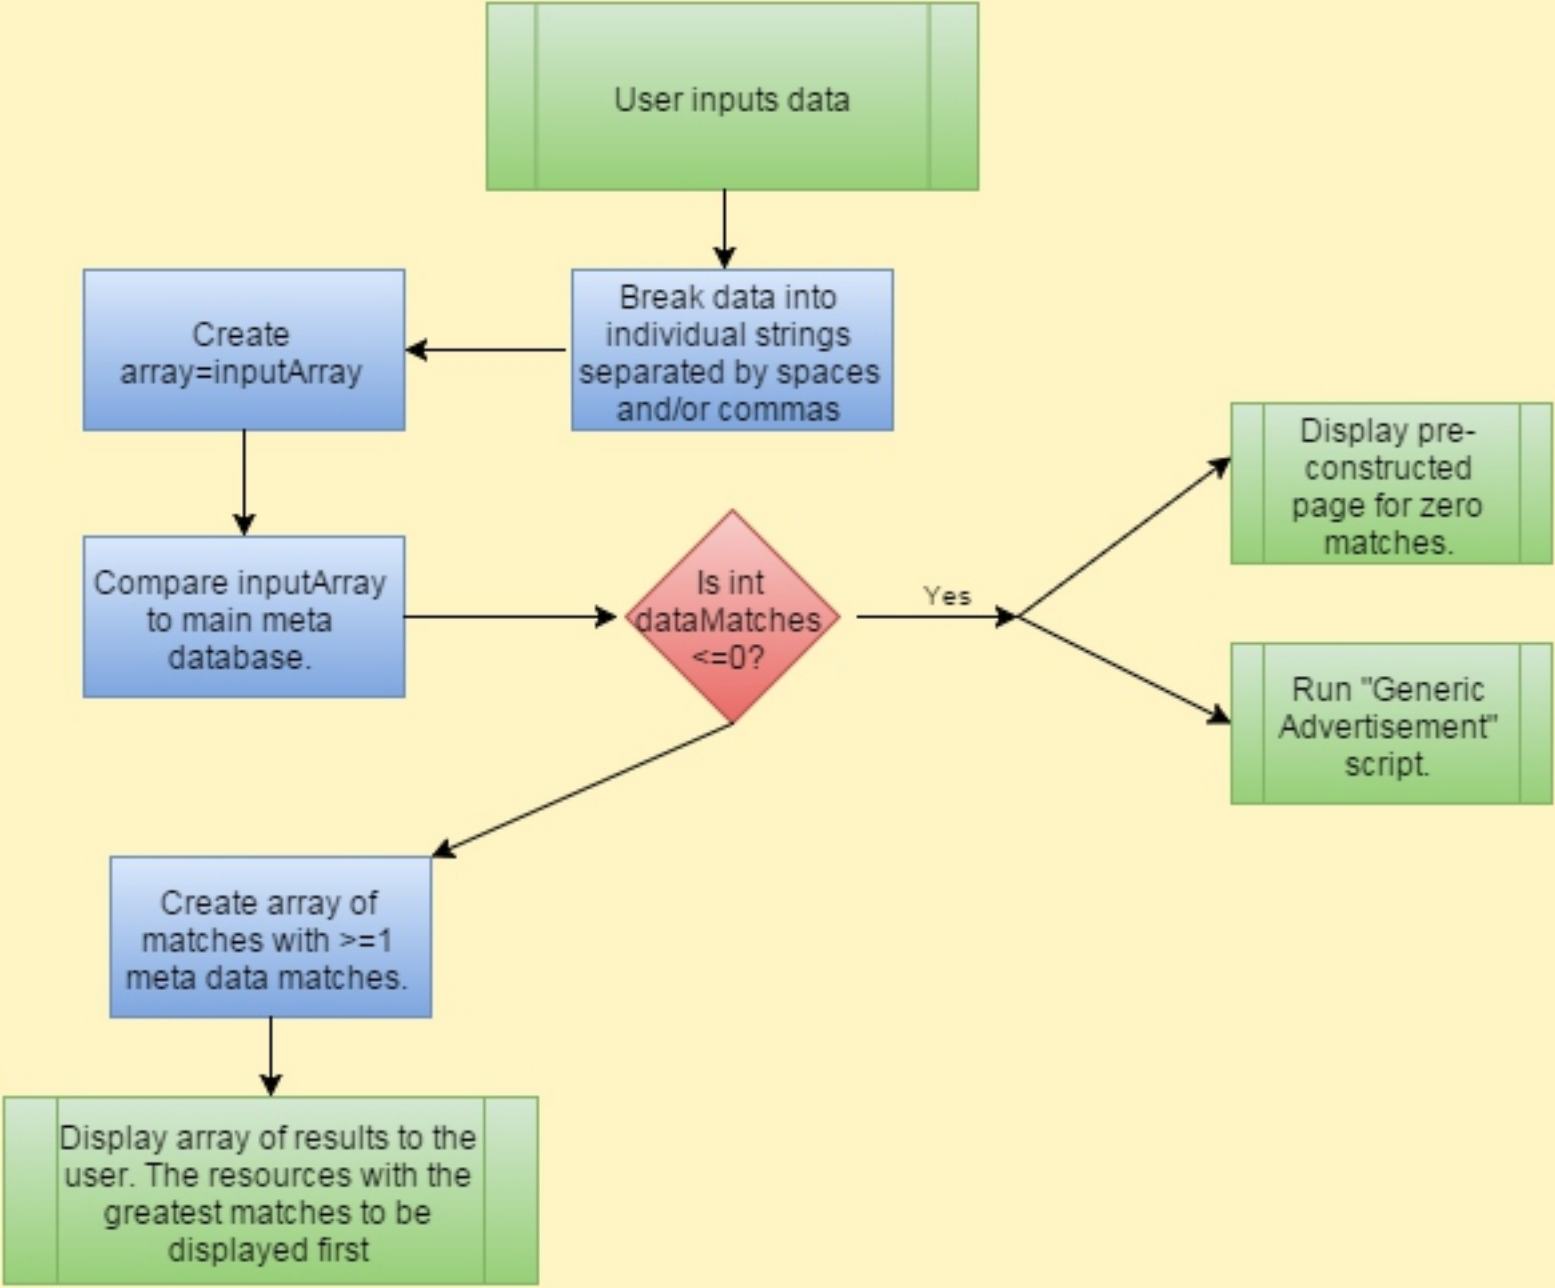 User inputs data
Break data into
individual strings
separated by spaces
and/or commas
Create
array=inputArray
Compare inputArray
to main meta
database.
Is int
dataMatches
<=0?
Yes
Display pre-
constructed
page for zero
matches.
Run "Generic
Advertisement"
script.
Create array of
matches with >=1
meta data matches.
Display array of results to the
user. The resources with the
greatest matches to be
displayed first